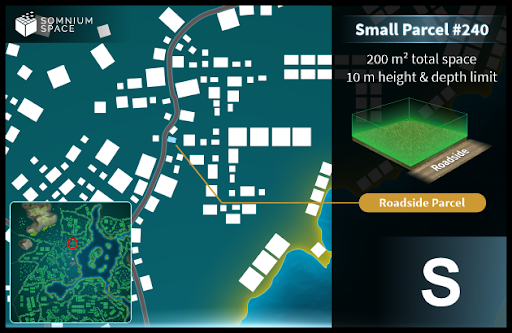 SOMNIUM
SPACE
Small Parcel #240
200 m² total space
10 m height & depth limit
Roadside
Roadside Parcel
S